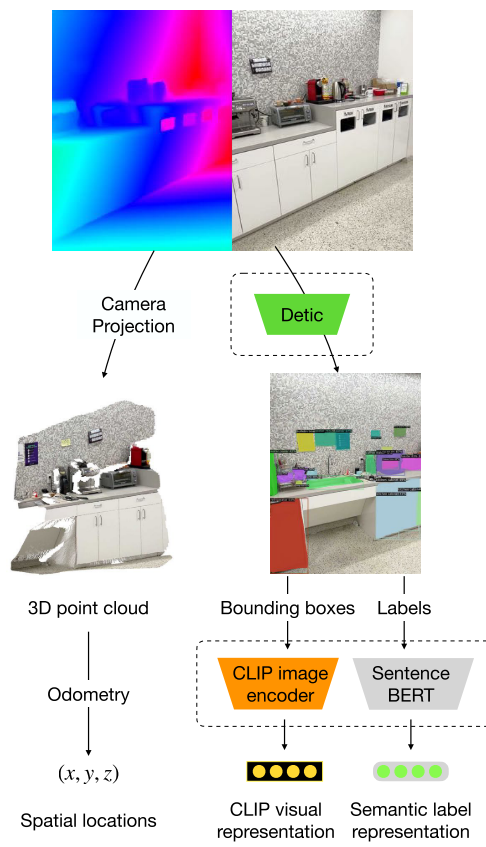 Camera
Projection
Detic
3D point cloud
Bounding boxes
Labels
CLIP image
encoder
Sentence
BERT
Odometry
(x, y, z)
Spatial locations
CLIP visual
representation
Semantic label
representation